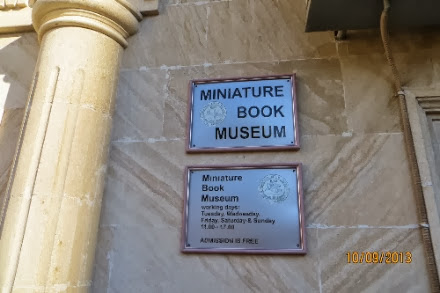 MINIATURE
BOOK
MUSEUM
Miniature
Book
Museum
working days:
Tuesday, Wednesday,
Friday, Saturday & Sunday
11.00 - 17.00
ADMISSION IS FREE
10/09/2013